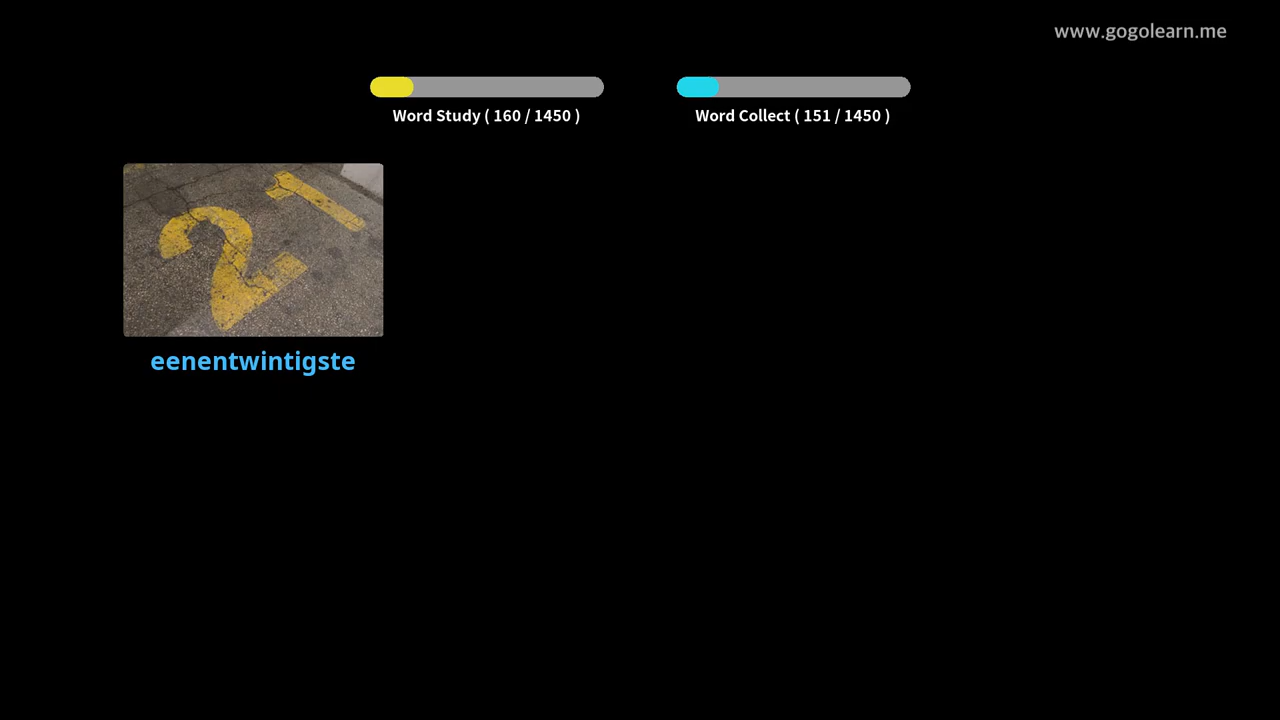 www.gogolearn.me
Word Study ( 160 / 1450 )
Word Collect ( 151 / 1450 )
21
eenentwintigste